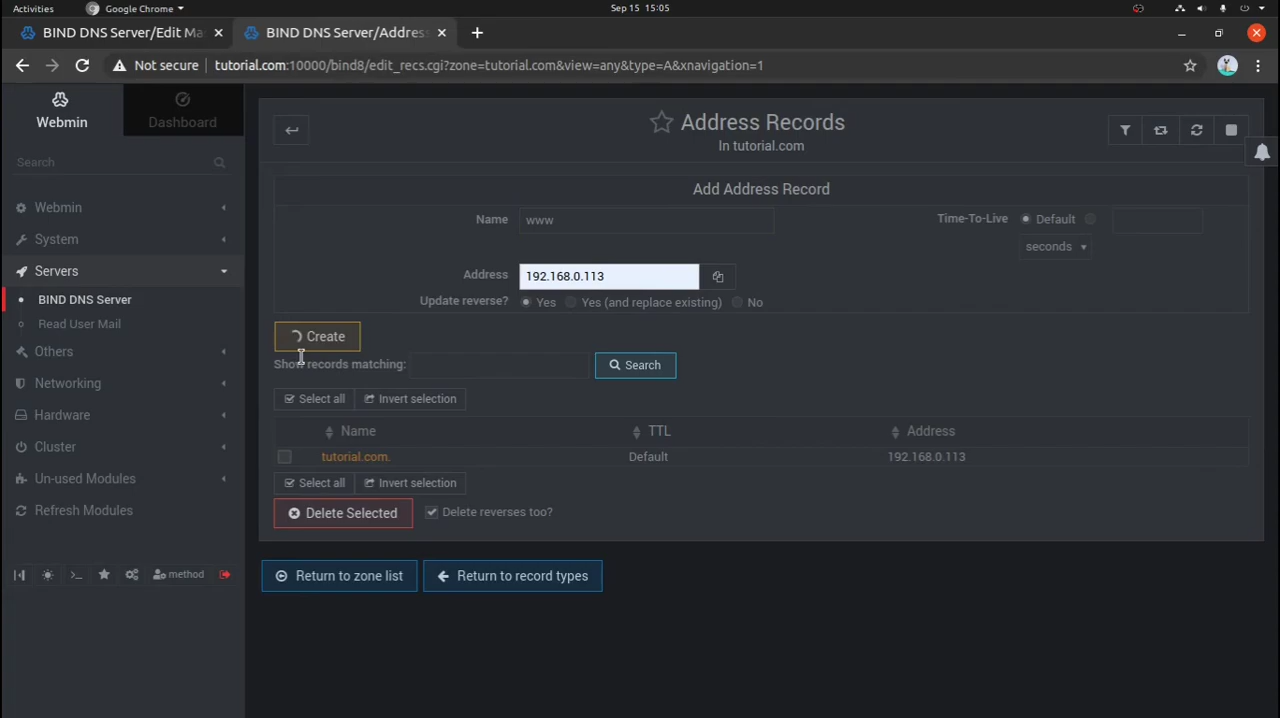 Activities
Google Chrome
Sep 15 15:05
BIND DNS Server/Edit Ma
BIND DNS Server/Address
Not secure
tutorial.com:10000/bind8/edit_recs.cgi?zone=tutorial.com&view=any&type=A&xnavigation=1
Webmin
Dashboard
Search
Webmin
System
Servers
BIND DNS Server
Read User Mail
Others
Networking
Hardware
Cluster
Un-used Modules
Refresh Modules
method
Address Records
In tutorial.com
Add Address Record
Name www Time-To-Live Default
seconds
Address 192.168.0.113
Update reverse? Yes Yes (and replace existing) No
Create
Show records matching: Search
Select all Invert selection
Name TTL Address
tutorial.com. Default 192.168.0.113
Select all Invert selection
Delete Selected Delete reverses too?
Return to zone list Return to record types